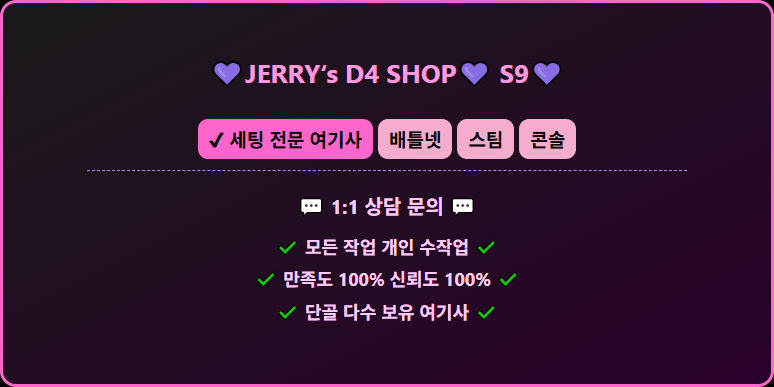 💜JERRY‘s D4 SHOP💜 S9💜
✔ 세팅 전문 여기사 배틀넷 스팀 콘솔
💬 1:1 상담 문의 💬
✔ 모든 작업 개인 수작업 ✔
✔ 만족도 100% 신뢰도 100% ✔
✔ 단골 다수 보유 여기사 ✔